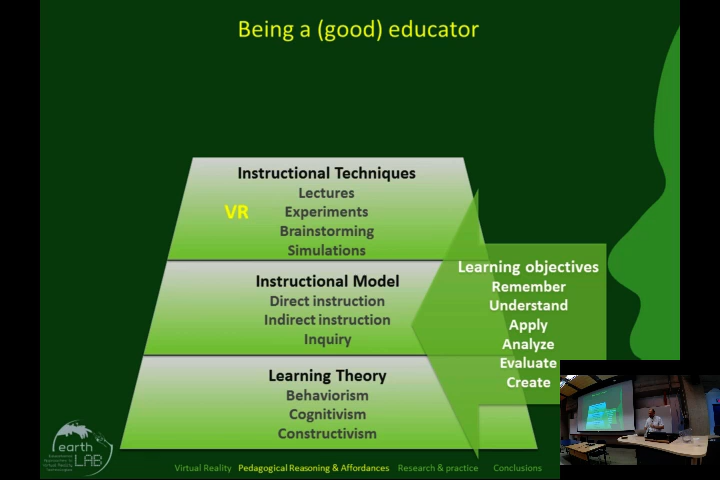 Being a (good) educator
Instructional Techniques
Lectures
VR
Experiments
Brainstorming
Simulations
Instructional Model
Direct instruction
Indirect instruction
Inquiry
Learning Theory
Behaviorism
Cognitivism
Constructivism
Learning objectives
Remember
Understand
Apply
Analyze
Evaluate
Create
earth
LAB
Virtual Reality Pedagogical Reasoning & Affordances Research & practice Conclusions